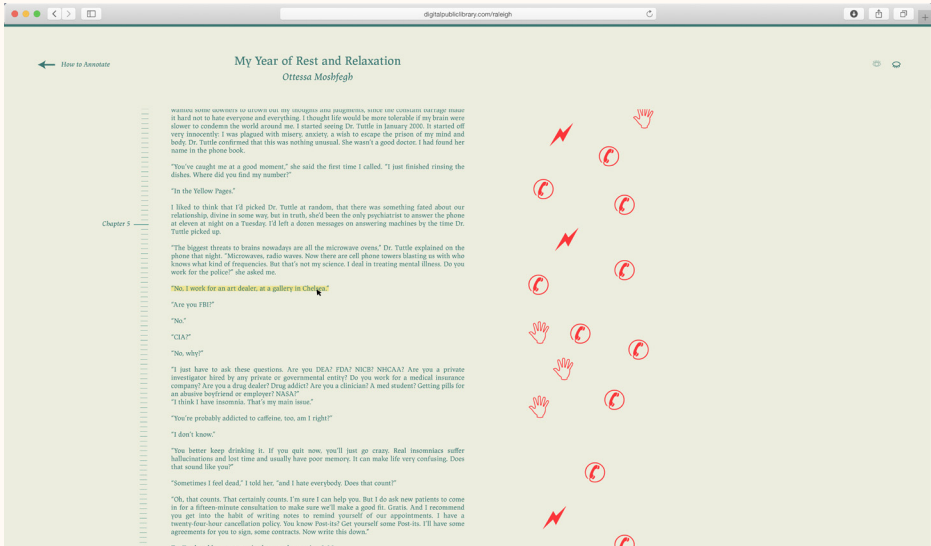 digitalpubliclibrary.com/raleigh
How to Annotate
My Year of Rest and Relaxation
Ottessa Moshfegh
wanted some downers to drown out my thoughts and judgments, since the constant barrage made
it hard not to hate everyone and everything. I thought life would be more tolerable if my brain were
slower to condemn the world around me. I started seeing Dr. Tuttle in January 2000. It started off
very innocently: I was plagued with misery, anxiety, a wish to escape the prison of my mind and
body. Dr. Tuttle confirmed that this was nothing unusual. She wasn't a good doctor. I had found her
name in the phone book.
"You've caught me at a good moment," she said the first time I called. "I just finished rinsing the
dishes. Where did you find my number?"
"In the Yellow Pages."
I liked to think that I'd picked Dr. Tuttle at random, that there was something fated about our
relationship, divine in some way, but in truth, she'd been the only psychiatrist to answer the phone
at eleven at night on a Tuesday. I'd left a dozen messages on answering machines by the time Dr.
Tuttle picked up.
Chapter 5
"The biggest threats to brains nowadays are all the microwave ovens," Dr. Tuttle explained on the
phone that night. "Microwaves, radio waves. Now there are cell phone towers blasting us with who
knows what kind of frequencies. But that's not my science. I deal in treating mental illness. Do you
work for the police?" she asked me.
"No, I work for an art dealer, at a gallery in Chelsea."
"Are you FBI?"
"No."
"CIA?"
"No, why?"
"I just have to ask these questions. Are you DEA? FDA? NICB? NHCAA? Are you a private
investigator hired by any private or governmental entity? Do you work for a medical insurance
company? Are you a drug dealer? Drug addict? Are you a clinician? A med student? Getting pills for
an abusive boyfriend or employer? NASA?"
"I think I have insomnia. That's my main issue."
"You're probably addicted to caffeine, too, am I right?"
"I don't know."
"You better keep drinking it. If you quit now, you'll just go crazy. Real insomniacs suffer
hallucinations and lost time and usually have poor memory. It can make life very confusing. Does
that sound like you?"
"Sometimes I feel dead," I told her, "and I hate everybody. Does that count?"
"Oh, that counts. That certainly counts. I'm sure I can help you. But I do ask new patients to come
in for a fifteen-minute consultation to make sure we'll make a good fit. Gratis. And I recommend
you get into the habit of writing notes to remind yourself of our appointments. I have a
twenty-four-hour cancellation policy. You know Post-its? Get yourself some Post-its. I'll have some
agreements for you to sign, some contracts. Now write this down."